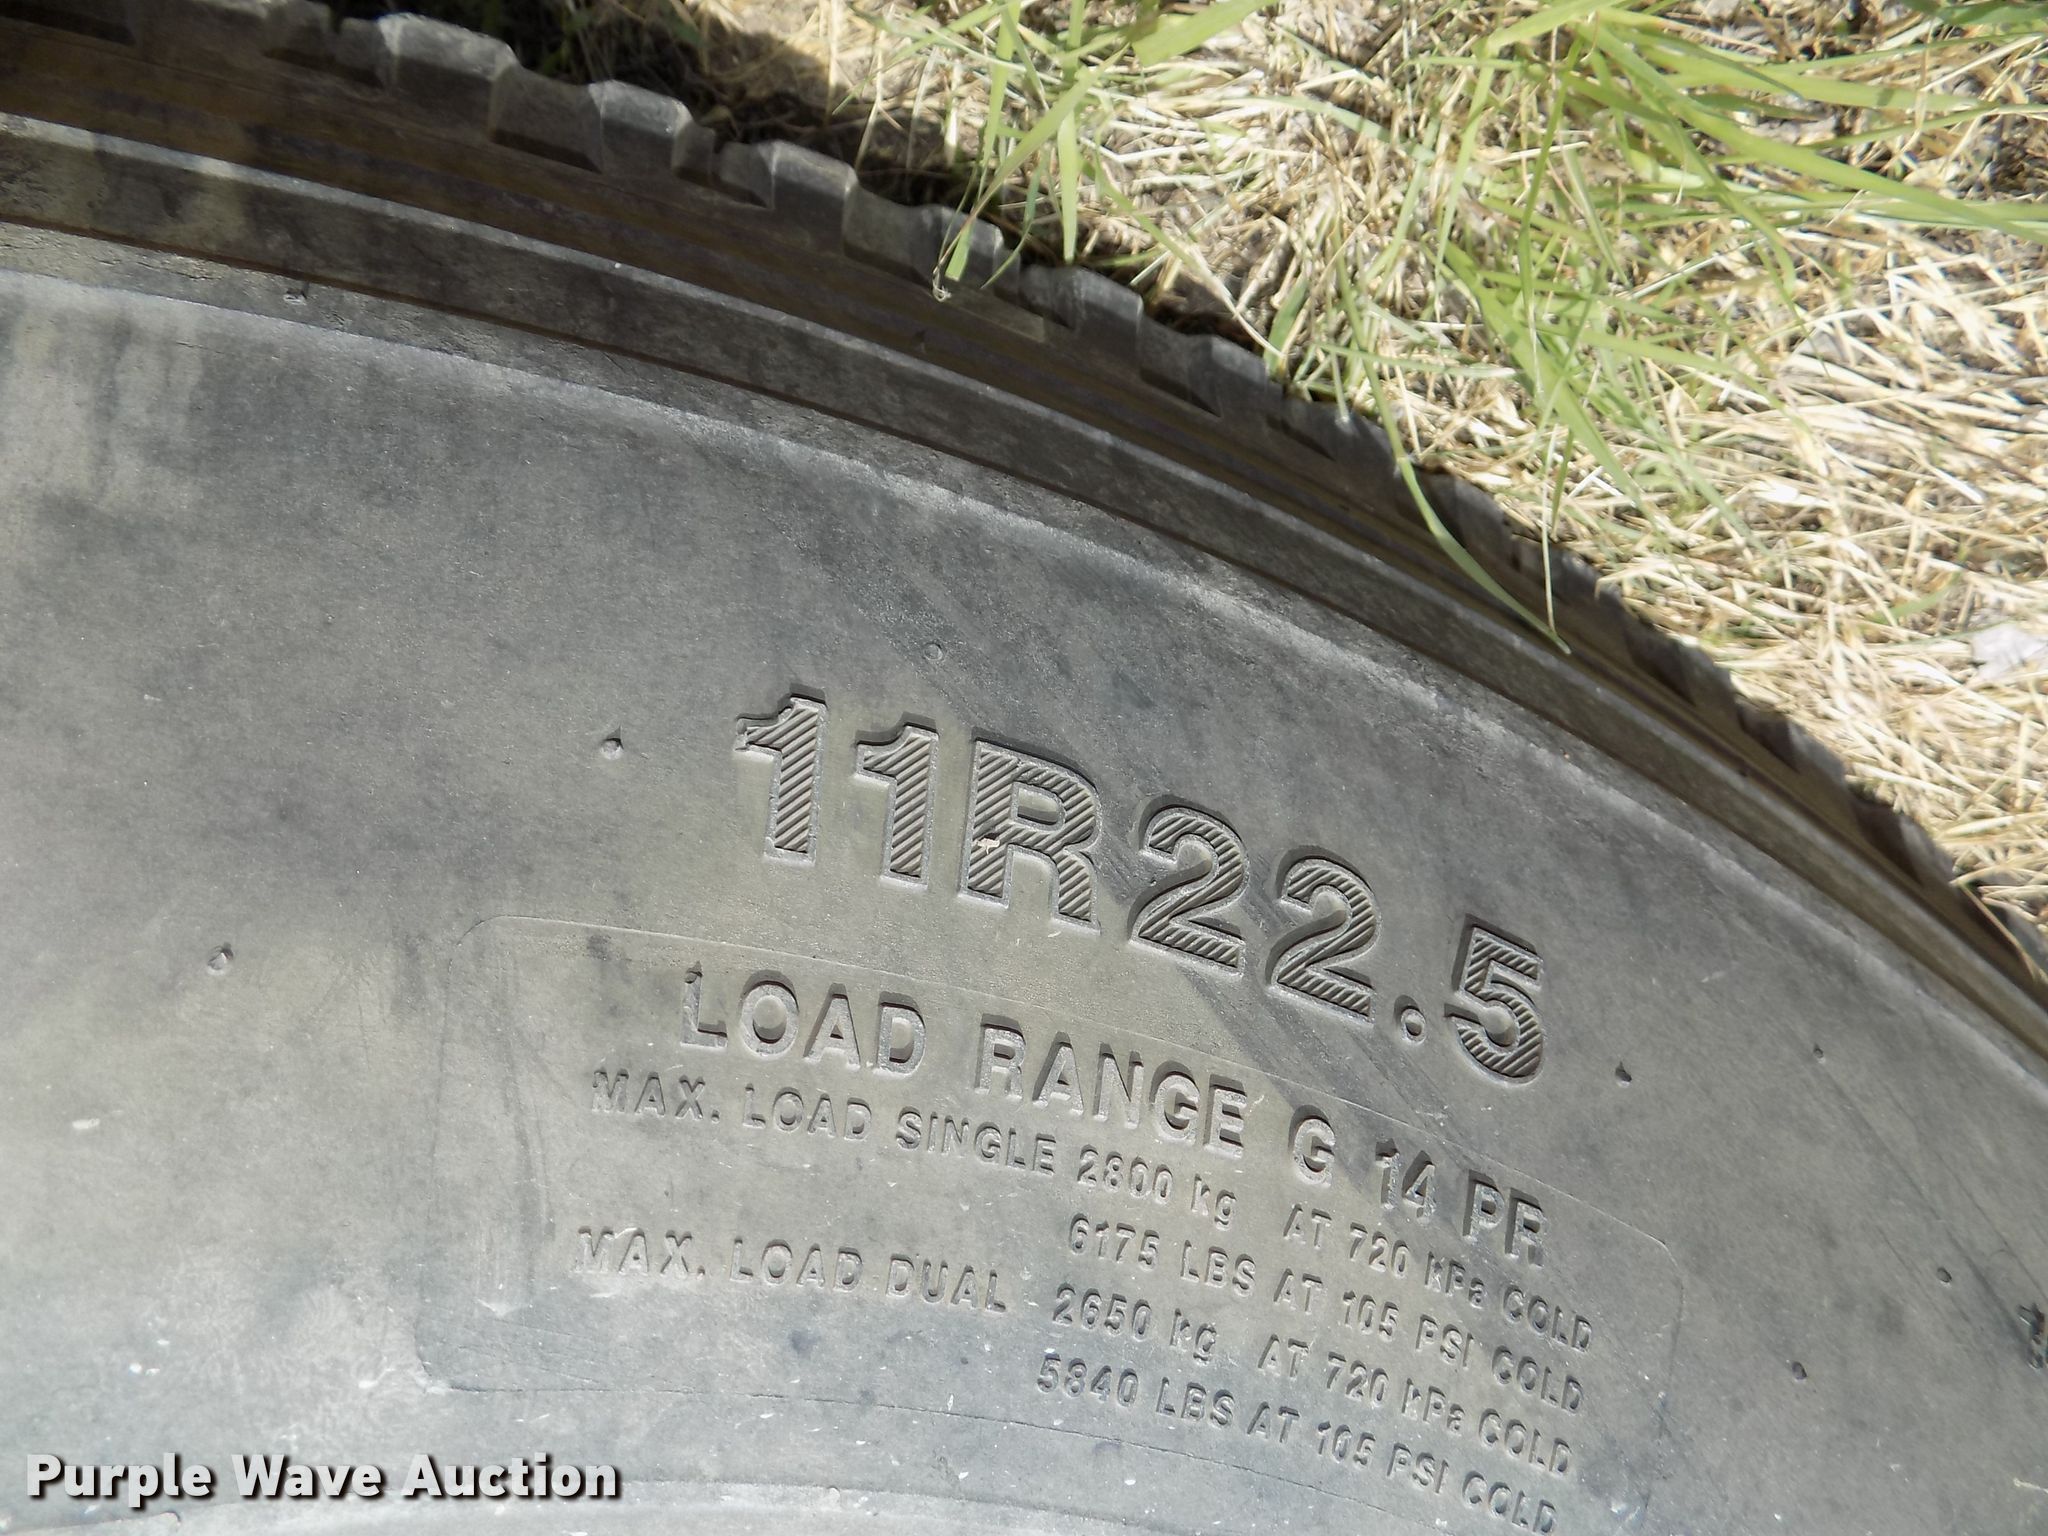 11R22.5
LOAD RANGE G 14 PR
MAX. LOAD SINGLE 2800 kg AT 720 kPa COLD
6175 LBS AT 105 PSI COLD
MAX. LOAD DUAL 2650 kg AT 720 kPa COLD
5840 LBS AT 105 PSI COLD
Purple Wave Auction